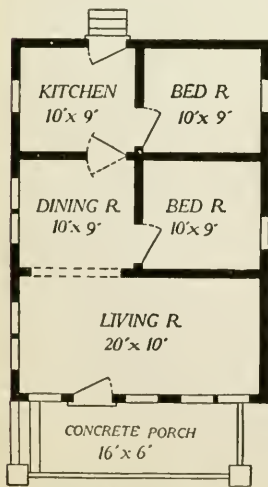 KITCHEN
10'x 9'
BED R.
10'x 9'
DINING R.
10'x 9'
BED R.
10'x 9'
LIVING R.
20'x 10'
CONCRETE PORCH
16'x 6'